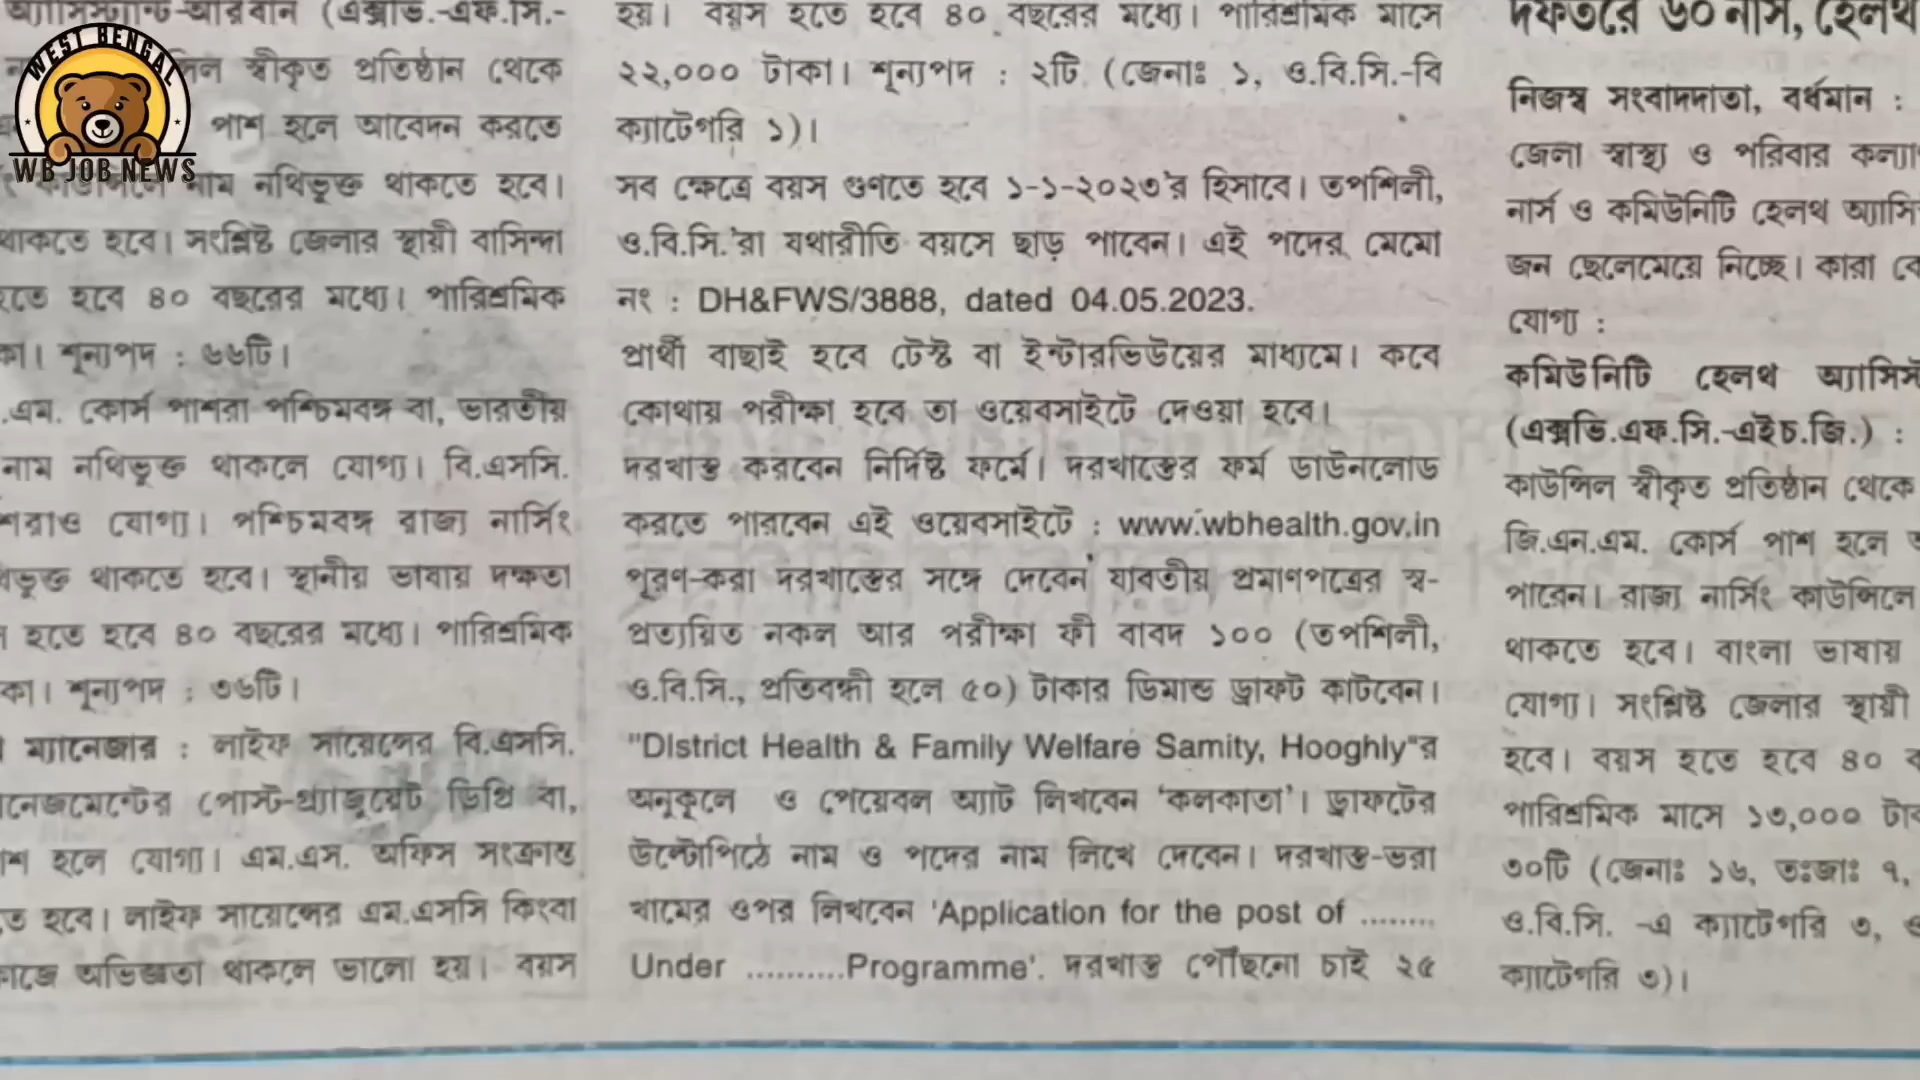 WEST BENGAL
WB JOB NEWS
অ্যাসিস্ট্যান্ট-আরবান (এক্সাভি.-এফ.সি.-
স্বীকৃত প্রতিষ্ঠান থেকে
পাশ হলে আবেদন করতে
নাম নথিভুক্ত থাকতে হবে।
থাকতে হবে। সংশ্লিষ্ট জেলার স্থায়ী বাসিন্দা
হতে হবে ৪০ বছরের মধ্যে। পারিশ্রমিক
কা। শূন্যপদ : ৬৬টি।
.এম. কোর্স পাশরা পশ্চিমবঙ্গ বা, ভারতীয়
নাম নথিভুক্ত থাকলে যোগ্য। বি.এসসি.
শরাও যোগ্য। পশ্চিমবঙ্গ রাজ্য নার্সিং
ভুক্ত থাকতে হবে। স্থানীয় ভাষায় দক্ষতা
হতে হবে ৪০ বছরের মধ্যে। পারিশ্রমিক
কা। শূন্যপদ : ৩৬টি।
ম্যানেজার : লাইফ সায়েন্সের বি.এসসি.
নেজমেন্টের পোস্ট-গ্র্যাজুয়েট ডিগ্রি বা,
শ হলে যোগ্য। এম.এস. অফিস সংক্রান্ত
ত হবে। লাইফ সায়েন্সের এম.এসসি কিংবা
কাজে অভিজ্ঞতা থাকলে ভালো হয়। বয়স
হয়। বয়স হতে হবে ৪০ বছরের মধ্যে। পারিশ্রমিক মাসে
২২,০০০ টাকা। শূন্যপদ : ২টি (জেনাঃ ১, ও.বি.সি.-বি
ক্যাটেগরি ১)।
সব ক্ষেত্রে বয়স গুণতে হবে ১-১-২০২৩'র হিসাবে। তপশিলী,
ও.বি.সি.'রা যথারীতি বয়সে ছাড় পাবেন। এই পদের মেমো
নং : DH&FWS/3888, dated 04.05.2023.
প্রার্থী বাছাই হবে টেস্ট বা ইন্টারভিউয়ের মাধ্যমে। কবে
কোথায় পরীক্ষা হবে তা ওয়েবসাইটে দেওয়া হবে।
দরখাস্ত করবেন নির্দিষ্ট ফর্মে। দরখাস্তের ফর্ম ডাউনলোড
করতে পারবেন এই ওয়েবসাইটে : www.wbhealth.gov.in
পূরণ-করা দরখাস্তের সঙ্গে দেবেন যাবতীয় প্রমাণপত্রের স্ব-
প্রত্যয়িত নকল আর পরীক্ষা ফী বাবদ ১০০ (তপশিলী,
ও.বি.সি., প্রতিবন্ধী হলে ৫০) টাকার ডিমান্ড ড্রাফট কাটবেন।
"DIstrict Health & Family Welfare Samity, Hooghly"র
অনুকূলে ও পেয়েবল অ্যাট লিখবেন 'কলকাতা'। ড্রাফটের
উল্টোপিঠে নাম ও পদের নাম লিখে দেবেন। দরখাস্ত-ভরা
খামের ওপর লিখবেন 'Application for the post of ........
Under ..........Programme'. দরখাস্ত পৌঁছনো চাই ২৫
দফতরে ৬০ নার্স, হেলথ
নিজস্ব সংবাদদাতা, বর্ধমান :
জেলা স্বাস্থ্য ও পরিবার কল্যা
নার্স ও কমিউনিটি হেলথ অ্যাসি
জন ছেলেমেয়ে নিচ্ছে। কারা কে
যোগ্য :
কমিউনিটি হেলথ অ্যাসিস
(এক্সভি.এফ.সি.-এইচ.জি.) :
কাউন্সিল স্বীকৃত প্রতিষ্ঠান থেকে
জি.এন.এম. কোর্স পাশ হলে
পারেন। রাজ্য নার্সিং কাউন্সিলে
থাকতে হবে। বাংলা ভাষায়
যোগ্য। সংশ্লিষ্ট জেলার স্থায়ী
হবে। বয়স হতে হবে ৪০ ব
পারিশ্রমিক মাসে ১৩,০০০ টাক
৩০টি (জেনাঃ ১৬, তঃজাঃ ৭,
ও.বি.সি. -এ ক্যাটেগরি ৩,
ক্যাটেগরি ৩)।